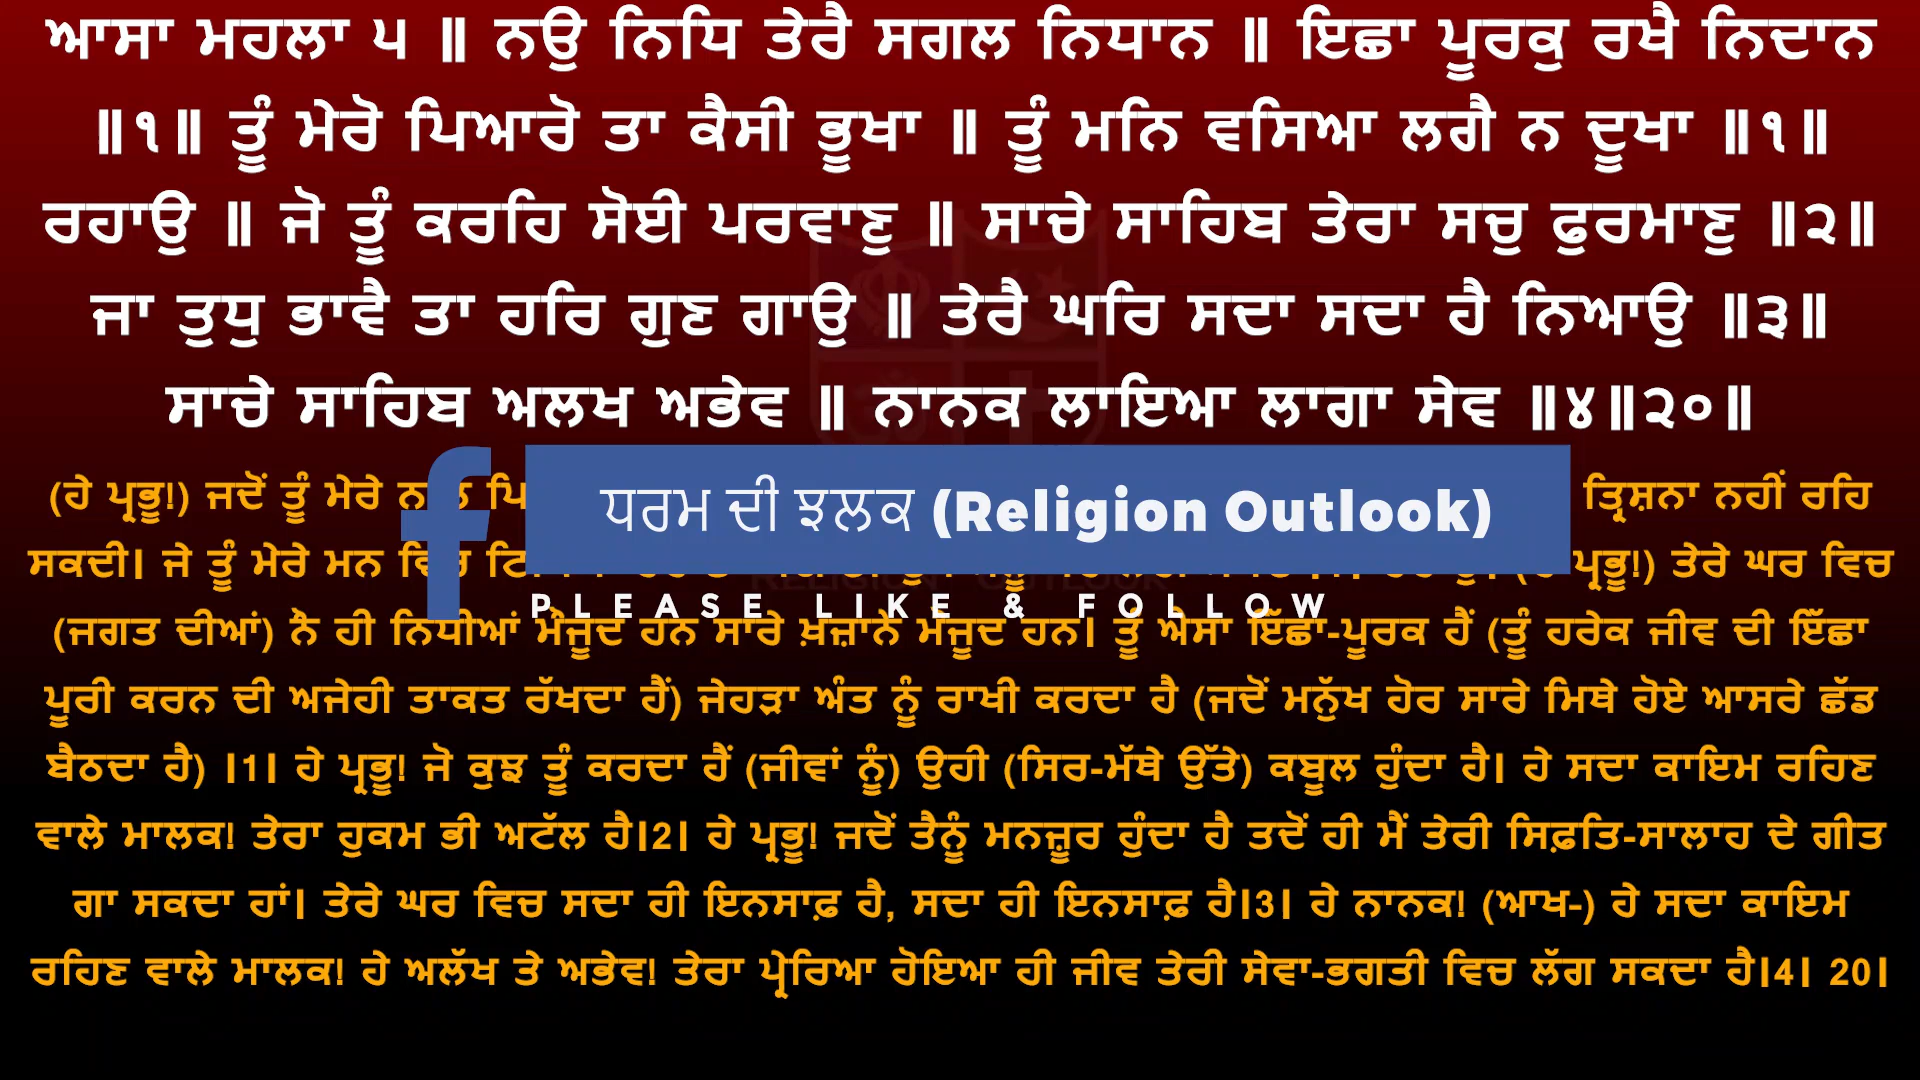 ਆਸਾ ਮਹਲਾ ੫ ॥ ਨਉ ਨਿਧਿ ਤੇਰੈ ਸਗਲ ਨਿਧਾਨ ॥ ਇਛਾ ਪੂਰਕੁ ਰਖੈ ਨਿਦਾਨ
॥੧॥ ਤੂੰ ਮੇਰੋ ਪਿਆਰੋ ਤਾ ਕੈਸੀ ਭੂਖਾ ॥ ਤੂੰ ਮਨਿ ਵਸਿਆ ਲਗੈ ਨ ਦੂਖਾ ॥੧॥
ਰਹਾਉ ॥ ਜੋ ਤੂੰ ਕਰਹਿ ਸੋਈ ਪਰਵਾਣੁ ॥ ਸਾਚੇ ਸਾਹਿਬ ਤੇਰਾ ਸਚੁ ਫੁਰਮਾਣੁ ॥੨॥
ਜਾ ਤੁਧੁ ਭਾਵੈ ਤਾ ਹਰਿ ਗੁਣ ਗਾਉ ॥ ਤੇਰੈ ਘਰਿ ਸਦਾ ਸਦਾ ਹੈ ਨਿਆਉ ॥੩॥
ਸਾਚੇ ਸਾਹਿਬ ਅਲਖ ਅਭੇਵ ॥ ਨਾਨਕ ਲਾਇਆ ਲਾਗਾ ਸੇਵ ॥੪॥੨੦॥
(ਹੇ ਪ੍ਰਭੂ!) ਜਦੋਂ ਤੂੰ ਮੇਰੇ ਤ੍ਰਿਸ਼ਨਾ ਨਹੀਂ ਰਹਿ
ਧਰਮ ਦੀ ਝਲਕ (Religion Outlook)
ਸਕਦੀ। ਜੇ ਤੂੰ ਮੇਰੇ ਮਨ ਪ੍ਰਭੂ!) ਤੇਰੇ ਘਰ ਵਿਚ
PLEASE LIKE & FOLLOW
(ਜਗਤ ਦੀਆਂ) ਨੌ ਹੀ ਨਿਧੀਆਂ ਮੌਜੂਦ ਹਨ ਸਾਰੇ ਖ਼ਜ਼ਾਨੇ ਮੌਜੂਦ ਹਨ। ਤੂੰ ਐਸਾ ਇੱਛਾ-ਪੂਰਕ ਹੈਂ (ਤੂੰ ਹਰੇਕ ਜੀਵ ਦੀ ਇੱਛਾ
ਪੂਰੀ ਕਰਨ ਦੀ ਅਜੇਹੀ ਤਾਕਤ ਰੱਖਦਾ ਹੈਂ) ਜੇਹੜਾ ਅੰਤ ਨੂੰ ਰਾਖੀ ਕਰਦਾ ਹੈ (ਜਦੋਂ ਮਨੁੱਖ ਹੋਰ ਸਾਰੇ ਮਿਥੇ ਹੋਏ ਆਸਰੇ ਛੱਡ
ਬੈਠਦਾ ਹੈ) ।1। ਹੇ ਪ੍ਰਭੂ! ਜੋ ਕੁਝ ਤੂੰ ਕਰਦਾ ਹੈਂ (ਜੀਵਾਂ ਨੂੰ) ਉਹੀ (ਸਿਰ-ਮੱਥੇ ਉੱਤੇ) ਕਬੂਲ ਹੁੰਦਾ ਹੈ। ਹੇ ਸਦਾ ਕਾਇਮ ਰਹਿਣ
ਵਾਲੇ ਮਾਲਕ! ਤੇਰਾ ਹੁਕਮ ਭੀ ਅਟੱਲ ਹੈ।2। ਹੇ ਪ੍ਰਭੂ! ਜਦੋਂ ਤੈਨੂੰ ਮਨਜ਼ੂਰ ਹੁੰਦਾ ਹੈ ਤਦੋਂ ਹੀ ਮੈਂ ਤੇਰੀ ਸਿਫ਼ਤਿ-ਸਾਲਾਹ ਦੇ ਗੀਤ
ਗਾ ਸਕਦਾ ਹਾਂ। ਤੇਰੇ ਘਰ ਵਿਚ ਸਦਾ ਹੀ ਇਨਸਾਫ਼ ਹੈ, ਸਦਾ ਹੀ ਇਨਸਾਫ਼ ਹੈ।3। ਹੇ ਨਾਨਕ! (ਆਖ-) ਹੇ ਸਦਾ ਕਾਇਮ
ਰਹਿਣ ਵਾਲੇ ਮਾਲਕ! ਹੇ ਅਲੱਖ ਤੇ ਅਭੇਵ! ਤੇਰਾ ਪ੍ਰੇਰਿਆ ਹੋਇਆ ਹੀ ਜੀਵ ਤੇਰੀ ਸੇਵਾ-ਭਗਤੀ ਵਿਚ ਲੱਗ ਸਕਦਾ ਹੈ।4। 20।